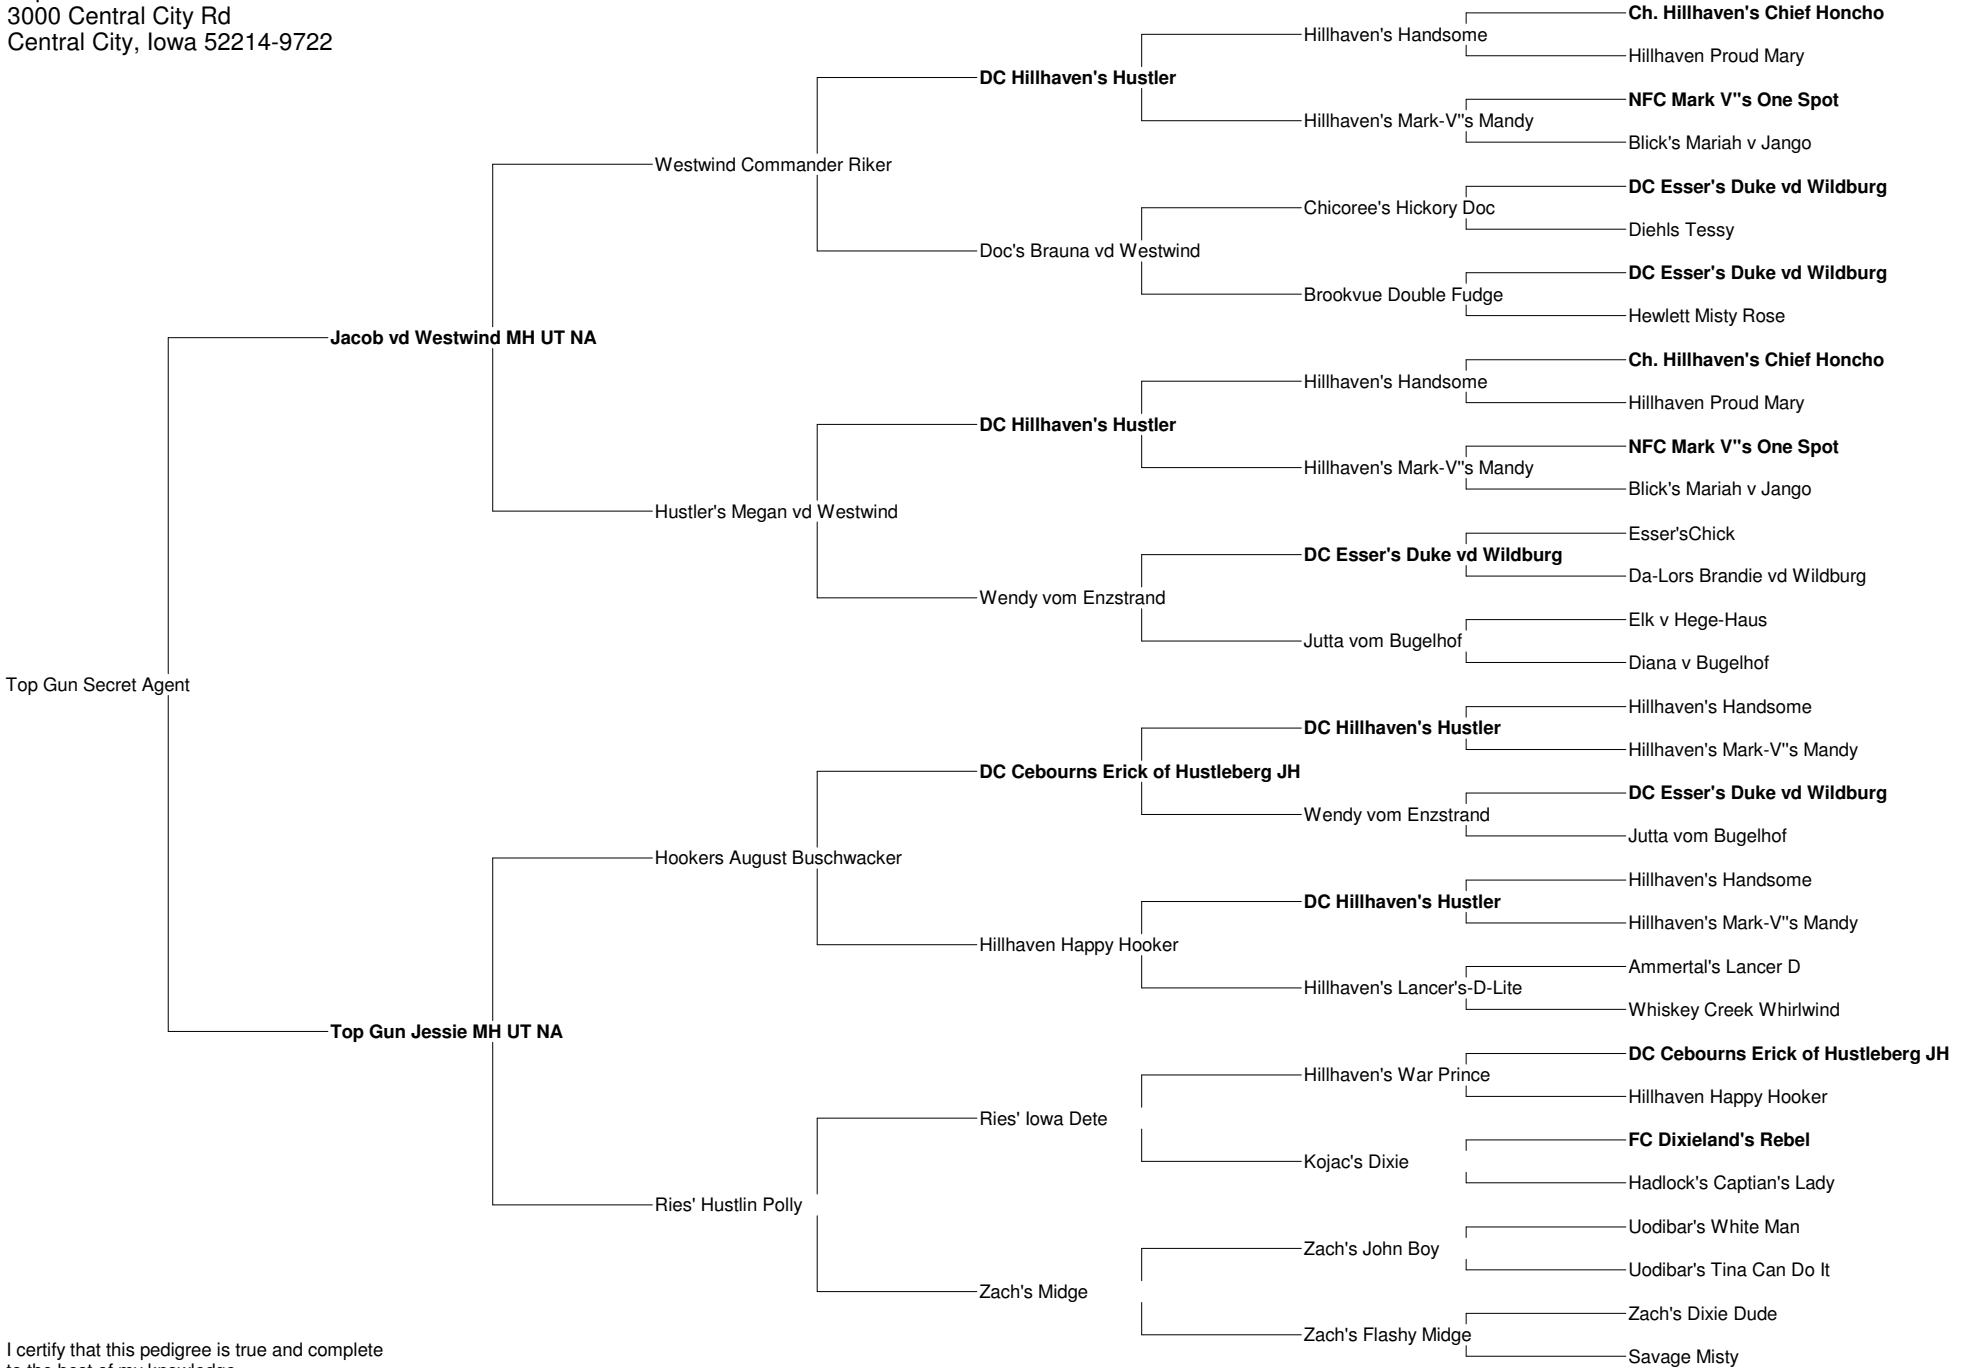 3000 Central City Rd
Central City, Iowa 52214-9722
Ch. Hillhaven's Chief Honcho
Hillhaven's Handsome
Hillhaven Proud Mary
DC Hillhaven's Hustler
NFC Mark V"s One Spot
Hillhaven's Mark-V"s Mandy
Blick's Mariah v Jango
Westwind Commander Riker
DC Esser's Duke vd Wildburg
Chicoree's Hickory Doc
Diehls Tessy
Doc's Brauna vd Westwind
DC Esser's Duke vd Wildburg
Brookvue Double Fudge
Hewlett Misty Rose
Jacob vd Westwind MH UT NA
Ch. Hillhaven's Chief Honcho
Hillhaven's Handsome
Hillhaven Proud Mary
DC Hillhaven's Hustler
NFC Mark V"s One Spot
Hillhaven's Mark-V"s Mandy
Blick's Mariah v Jango
Hustler's Megan vd Westwind
Esser'sChick
DC Esser's Duke vd Wildburg
Da-Lors Brandie vd Wildburg
Wendy vom Enzstrand
Elk v Hege-Haus
Jutta vom Bugelhof
Diana v Bugelhof
Top Gun Secret Agent
Hillhaven's Handsome
DC Hillhaven's Hustler
Hillhaven's Mark-V"s Mandy
DC Cebourns Erick of Hustleberg JH
DC Esser's Duke vd Wildburg
Wendy vom Enzstrand
Jutta vom Bugelhof
Hookers August Buschwacker
Hillhaven's Handsome
DC Hillhaven's Hustler
Hillhaven's Mark-V"s Mandy
Hillhaven Happy Hooker
Ammertal's Lancer D
Hillhaven's Lancer's-D-Lite
Whiskey Creek Whirlwind
Top Gun Jessie MH UT NA
DC Cebourns Erick of Hustleberg JH
Hillhaven's War Prince
Hillhaven Happy Hooker
Ries' Iowa Dete
FC Dixieland's Rebel
Kojac's Dixie
Hadlock's Captian's Lady
Ries' Hustlin Polly
Uodibar's White Man
Zach's John Boy
Uodibar's Tina Can Do It
Zach's Midge
Zach's Dixie Dude
Zach's Flashy Midge
Savage Misty
I certify that this pedigree is true and complete